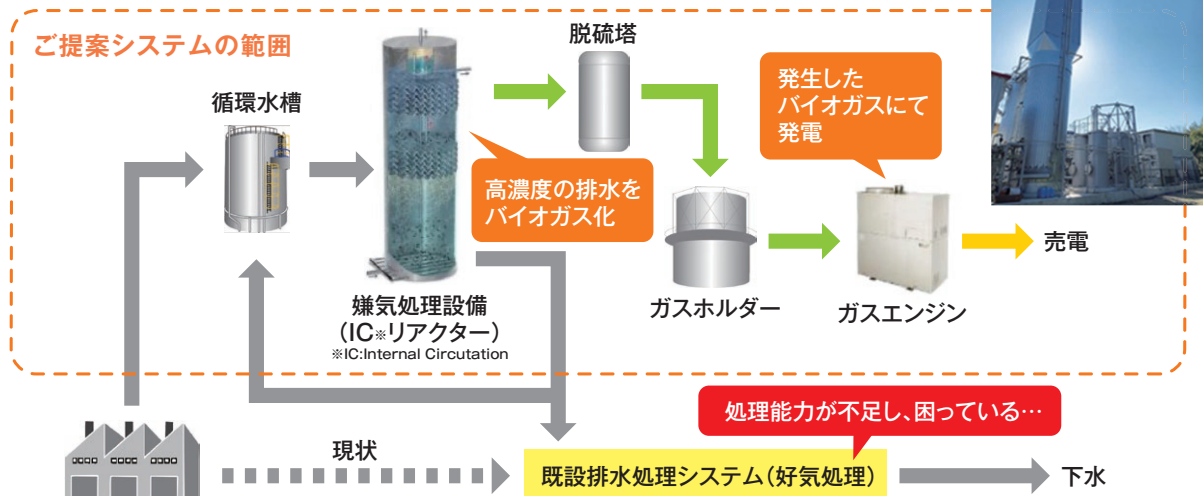 ご提案システムの範囲
脱硫塔
循環水槽
発生した
バイオガスにて
発電
高濃度の排水を
バイオガス化
売電
嫌気処理設備
(IC※リアクター)
※IC:Internal Circutation
ガスホルダー
ガスエンジン
処理能力が不足し、困っている…
現状
既設排水処理システム(好気処理)
下水